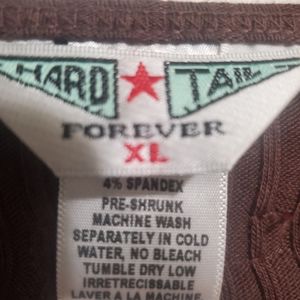 HARD ★ TAIL
FOREVER
XL
4% SPANDEX
PRE-SHRUNK
MACHINE WASH
SEPARATELY IN COLD
WATER, NO BLEACH
TUMBLE DRY LOW
IRRETRECISSABLE
LAVER A LA MACHINE